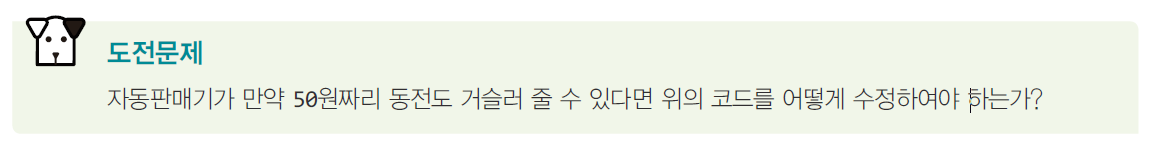 도전문제
자동판매기가 만약 50원짜리 동전도 거슬러 줄 수 있다면 위의 코드를 어떻게 수정하여야 하는가?